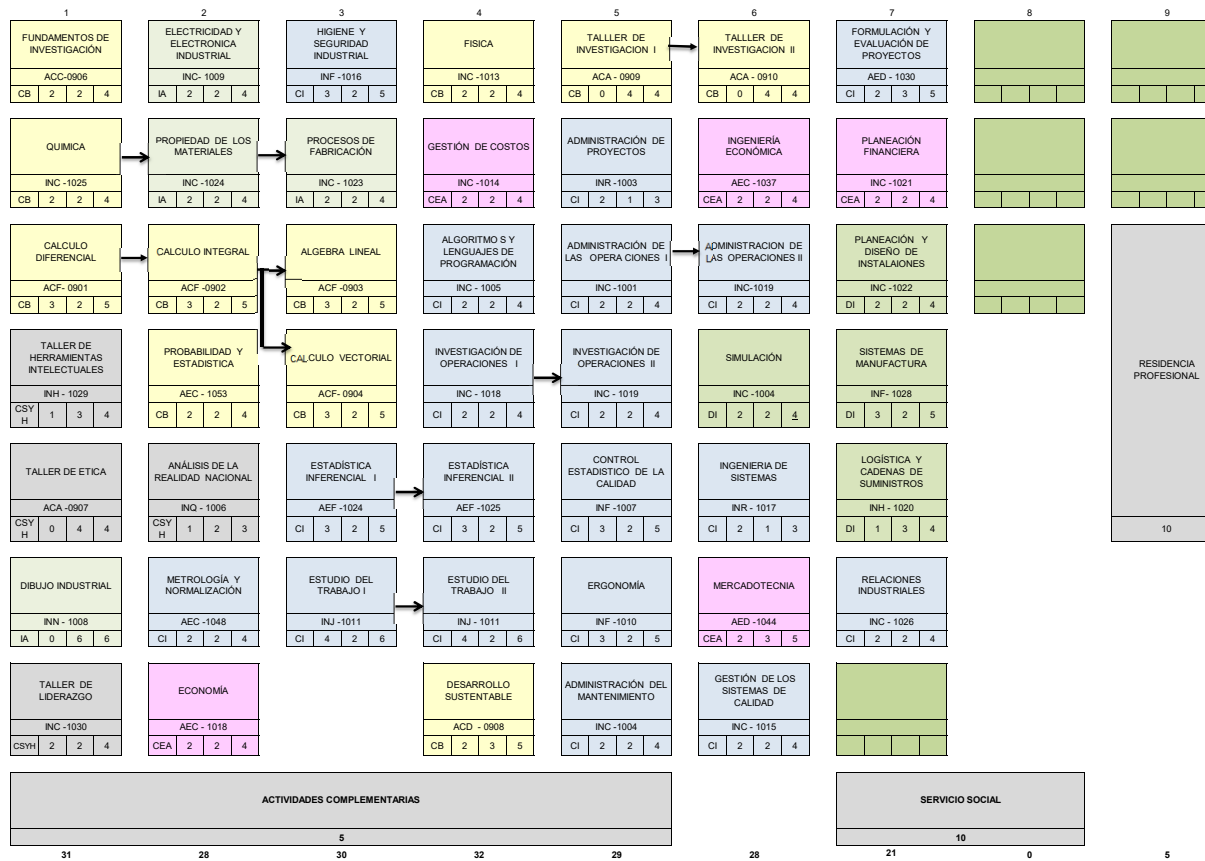 1 2 3 4 5 6 7 8 9
FUNDAMENTOS DE
INVESTIGACIÓN
ACC-0906
CB 2 2 4
ELECTRICIDAD Y
ELECTRONICA
INDUSTRIAL
INC- 1009
IA 2 2 4
HIGIENE Y
SEGURIDAD
INDUSTRIAL
INF -1016
CI 3 2 5
FISICA
INC -1013
CB 2 2 4
TALLLER DE
INVESTIGACION I
ACA - 0909
CB 0 4 4
TALLLER DE
INVESTIGACION II
ACA - 0910
CB 0 4 4
FORMULACIÓN Y
EVALUACIÓN DE
PROYECTOS
AED - 1030
CI 2 3 5
QUIMICA
INC -1025
CB 2 2 4
PROPIEDAD DE LOS
MATERIALES
INC -1024
IA 2 2 4
PROCESOS DE
FABRICACIÓN
INC - 1023
IA 2 2 4
GESTIÓN DE COSTOS
INC -1014
CEA 2 2 4
ADMINISTRACIÓN DE
PROYECTOS
INR -1003
CI 2 1 3
INGENIERÍA
ECONÓMICA
AEC -1037
CEA 2 2 4
PLANEACIÓN
FINANCIERA
INC -1021
CEA 2 2 4
CALCULO
DIFERENCIAL
ACF- 0901
CB 3 2 5
CALCULO INTEGRAL
ACF -0902
CB 3 2 5
ALGEBRA LINEAL
ACF -0903
CB 3 2 5
ALGORITMO S Y
LENGUAJES DE
PROGRAMACIÓN
INC - 1005
CI 2 2 4
ADMINISTRACIÓN DE
LAS OPERA CIONES I
INC -1001
CI 2 2 4
ADMINISTRACION DE
LAS OPERACIONES II
INC-1019
CI 2 2 4
PLANEACIÓN Y
DISEÑO DE
INSTALAIONES
INC -1022
DI 2 2 4
TALLER DE
HERRAMIENTAS
INTELECTUALES
INH - 1029
CSY
H 1 3 4
PROBABILIDAD Y
ESTADISTICA
AEC - 1053
CB 2 2 4
CALCULO VECTORIAL
ACF- 0904
CB 3 2 5
INVESTIGACIÓN DE
OPERACIONES I
INC - 1018
CI 2 2 4
INVESTIGACIÓN DE
OPERACIONES II
INC - 1019
CI 2 2 4
SIMULACIÓN
INC -1004
DI 2 2 4
SISTEMAS DE
MANUFACTURA
INF- 1028
DI 3 2 5
RESIDENCIA
PROFESIONAL
10
TALLER DE ETICA
ACA -0907
CSY
H 0 4 4
ANÁLISIS DE LA
REALIDAD NACIONAL
INQ - 1006
CSY
H 1 2 3
ESTADÍSTICA
INFERENCIAL I
AEF -1024
CI 3 2 5
ESTADÍSTICA
INFERENCIAL II
AEF -1025
CI 3 2 5
CONTROL
ESTADISTICO DE LA
CALIDAD
INF -1007
CI 3 2 5
INGENIERIA DE
SISTEMAS
INR - 1017
CI 2 1 3
LOGÍSTICA Y
CADENAS DE
SUMINISTROS
INH - 1020
DI 1 3 4
DIBUJO INDUSTRIAL
INN - 1008
IA 0 6 6
METROLOGÍA Y
NORMALIZACIÓN
AEC -1048
CI 2 2 4
ESTUDIO DEL
TRABAJO I
INJ -1011
CI 4 2 6
ESTUDIO DEL
TRABAJO II
INJ - 1011
CI 4 2 6
ERGONOMÍA
INF -1010
CI 3 2 5
MERCADOTECNIA
AED -1044
CEA 2 3 5
RELACIONES
INDUSTRIALES
INC - 1026
CI 2 2 4
TALLER DE
LIDERAZGO
INC -1030
CSYH 2 2 4
ECONOMÍA
AEC - 1018
CEA 2 2 4
DESARROLLO
SUSTENTABLE
ACD - 0908
CB 2 3 5
ADMINISTRACIÓN DEL
MANTENIMIENTO
INC -1004
CI 2 2 4
GESTIÓN DE LOS
SISTEMAS DE
CALIDAD
INC - 1015
CI 2 2 4
ACTIVIDADES COMPLEMENTARIAS
5
SERVICIO SOCIAL
10
31 28 30 32 29 28 21 0 5